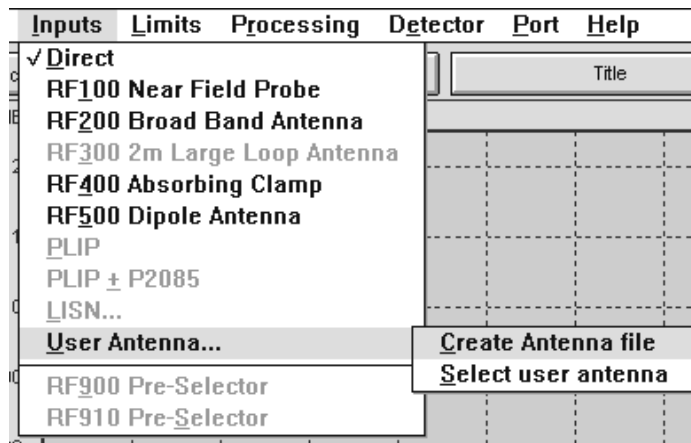 Inputs Limits Processing Detector Port Help
✓ Direct
Title
RF100 Near Field Probe
RF200 Broad Band Antenna
RF300 2m Large Loop Antenna
RF400 Absorbing Clamp
RF500 Dipole Antenna
PLIP
PLIP + P2085
LISN...
User Antenna...
Create Antenna file
Select user antenna
RF900 Pre-Selector
RF910 Pre-Selector